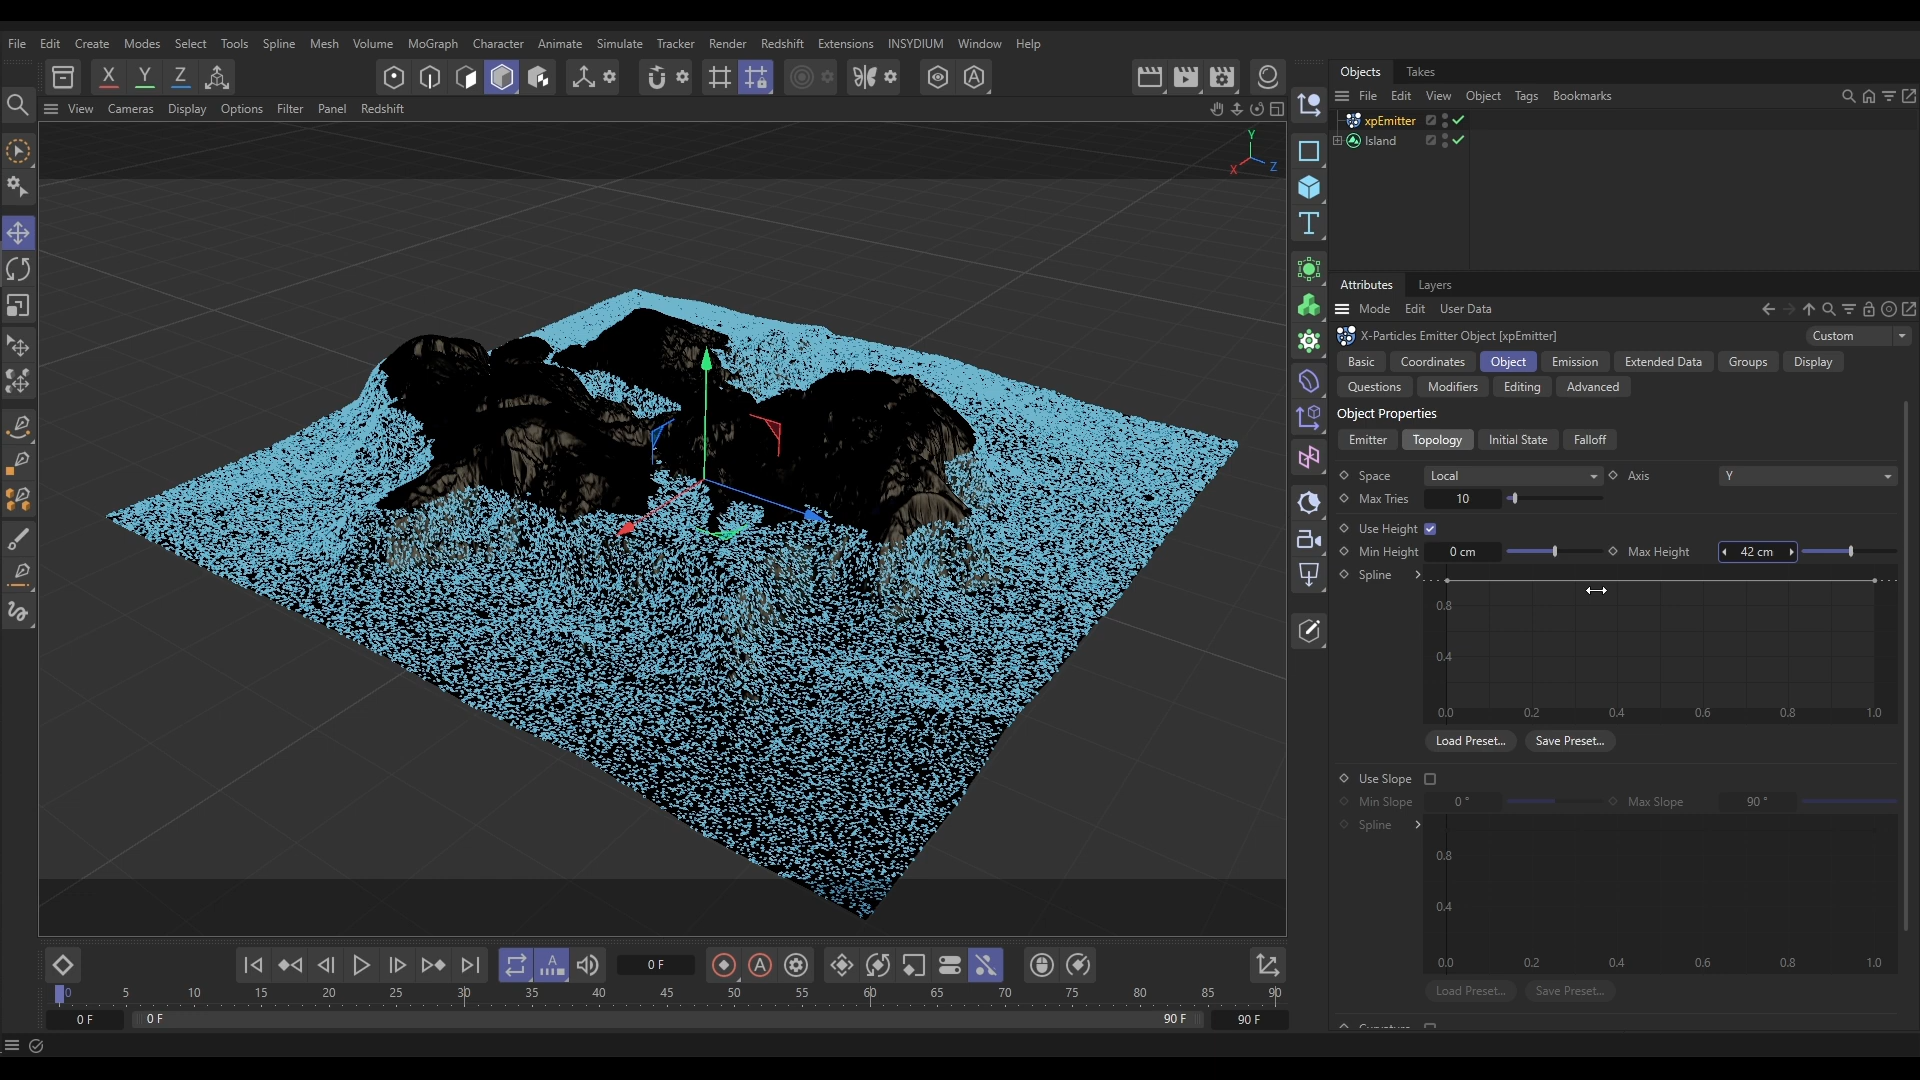 File Edit Create Modes Select Tools Spline Mesh Volume MoGraph Character Animate Simulate Tracker Render Redshift Extensions INSYDIUM Window Help
X Y Z
View Cameras Display Options Filter Panel Redshift
Y
X Z
Objects Takes
File Edit View Object Tags Bookmarks
xpEmitter
Island
Attributes Layers
Mode Edit User Data
X-Particles Emitter Object [xpEmitter] Custom
Basic Coordinates Object Emission Extended Data Groups Display
Questions Modifiers Editing Advanced
Object Properties
Emitter Topology Initial State Falloff
Space Local Axis Y
Max Tries 10
Use Height
Min Height 0 cm Max Height 42 cm
Spline
0.8
0.4
0.0 0.2 0.4 0.6 0.8 1.0
Load Preset... Save Preset...
Use Slope
Min Slope 0 ° Max Slope 90 °
Spline
0.8
0.4
0.0 0.2 0.4 0.6 0.8 1.0
Load Preset... Save Preset...
0 F
0 5 10 15 20 25 30 35 40 45 50 55 60 65 70 75 80 85 90
0 F 0 F 90 F 90 F